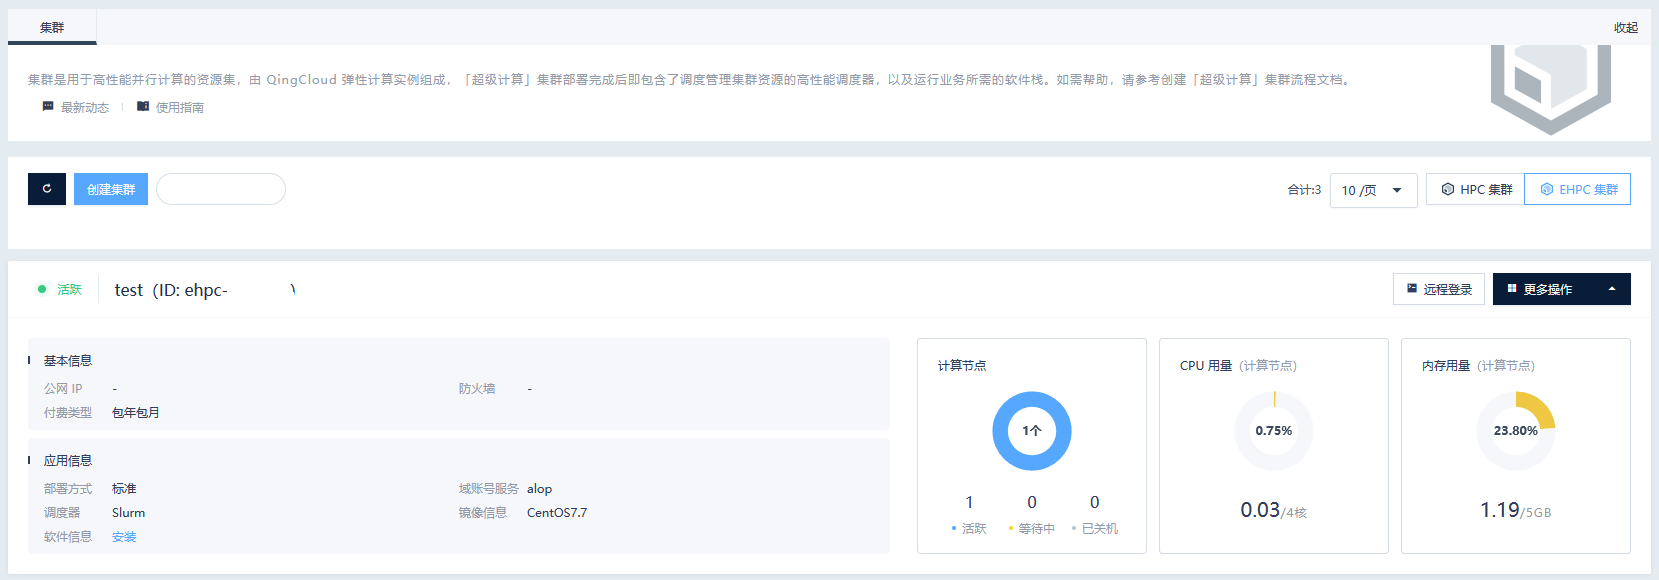 集群
收起
集群是用于高性能并行计算的资源集，由 QingCloud 弹性计算实例组成，「超级计算」集群部署完成后即包含了调度管理集群资源的高性能调度器，以及运行业务所需的软件栈。如需帮助，请参考创建「超级计算」集群流程文档。
最新动态 使用指南
创建集群
合计:3 10 /页 HPC 集群 EHPC 集群
活跃 test（ID: ehpc-
远程登录 更多操作
基本信息
公网 IP - 防火墙 -
付费类型 包年包月
应用信息
部署方式 标准 域账号服务 alop
调度器 Slurm 镜像信息 CentOS7.7
软件信息 安装
计算节点
1个
1 0 0
活跃 等待中 已关机
CPU 用量（计算节点）
0.75%
0.03/4核
内存用量（计算节点）
23.80%
1.19/5GB